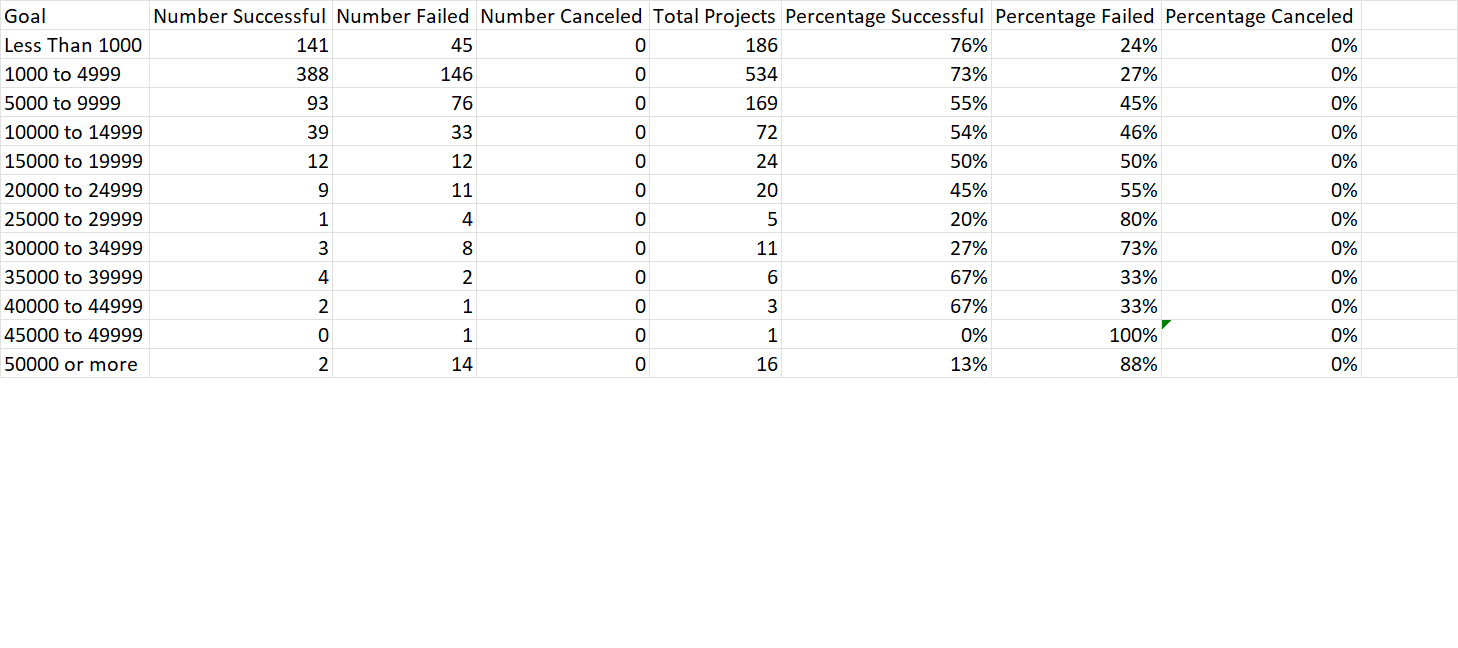 Goal Number Successful Number Failed Number Canceled Total Projects Percentage Successful Percentage Failed Percentage Canceled
Less Than 1000 141 45 0 186 76% 24% 0%
1000 to 4999 388 146 0 534 73% 27% 0%
5000 to 9999 93 76 0 169 55% 45% 0%
10000 to 14999 39 33 0 72 54% 46% 0%
15000 to 19999 12 12 0 24 50% 50% 0%
20000 to 24999 9 11 0 20 45% 55% 0%
25000 to 29999 1 4 0 5 20% 80% 0%
30000 to 34999 3 8 0 11 27% 73% 0%
35000 to 39999 4 2 0 6 67% 33% 0%
40000 to 44999 2 1 0 3 67% 33% 0%
45000 to 49999 0 1 0 1 0% 100% 0%
50000 or more 2 14 0 16 13% 88% 0%